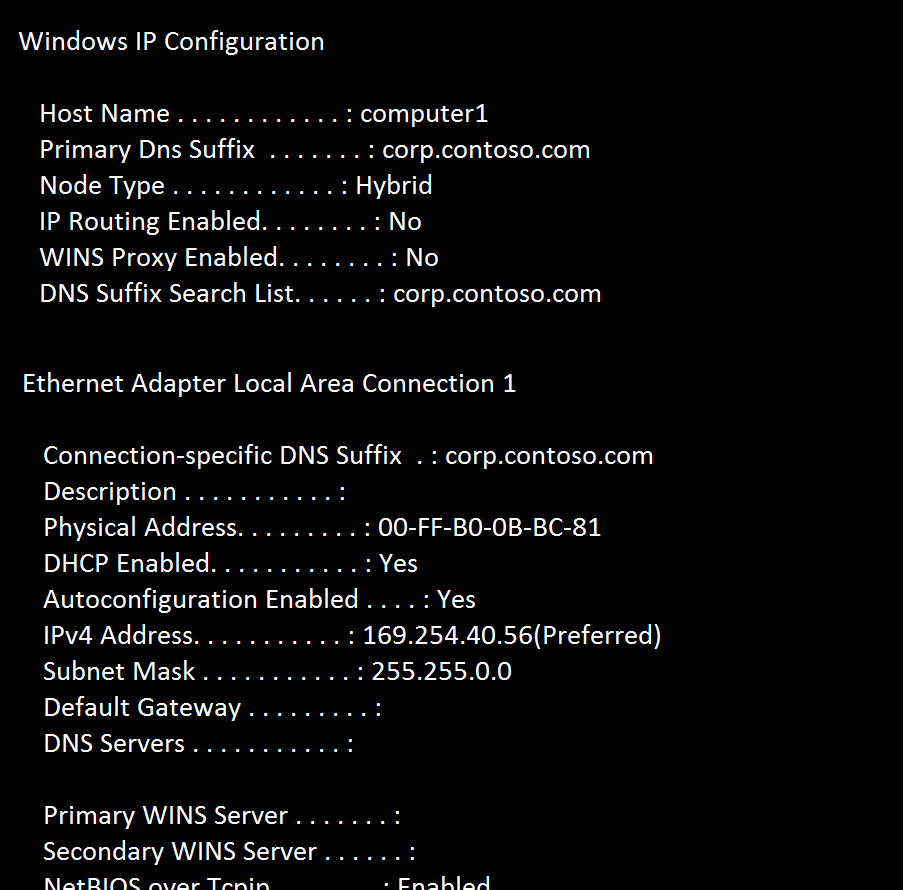 Windows IP Configuration
Host Name . . . . . . . . . . . . : computer1
Primary Dns Suffix  . . . . . . . : corp.contoso.com
Node Type . . . . . . . . . . . . : Hybrid
IP Routing Enabled. . . . . . . . : No
WINS Proxy Enabled. . . . . . . . : No
DNS Suffix Search List. . . . . . : corp.contoso.com
Ethernet Adapter Local Area Connection 1
Connection-specific DNS Suffix  . : corp.contoso.com
Description . . . . . . . . . . . :
Physical Address. . . . . . . . . : 00-FF-B0-0B-BC-81
DHCP Enabled. . . . . . . . . . . : Yes
Autoconfiguration Enabled . . . . : Yes
IPv4 Address. . . . . . . . . . . : 169.254.40.56(Preferred)
Subnet Mask . . . . . . . . . . . : 255.255.0.0
Default Gateway . . . . . . . . . :
DNS Servers . . . . . . . . . . . :
Primary WINS Server . . . . . . . :
Secondary WINS Server . . . . . . :
NetBIOS over Tcpip. . . . . . . . : Enabled